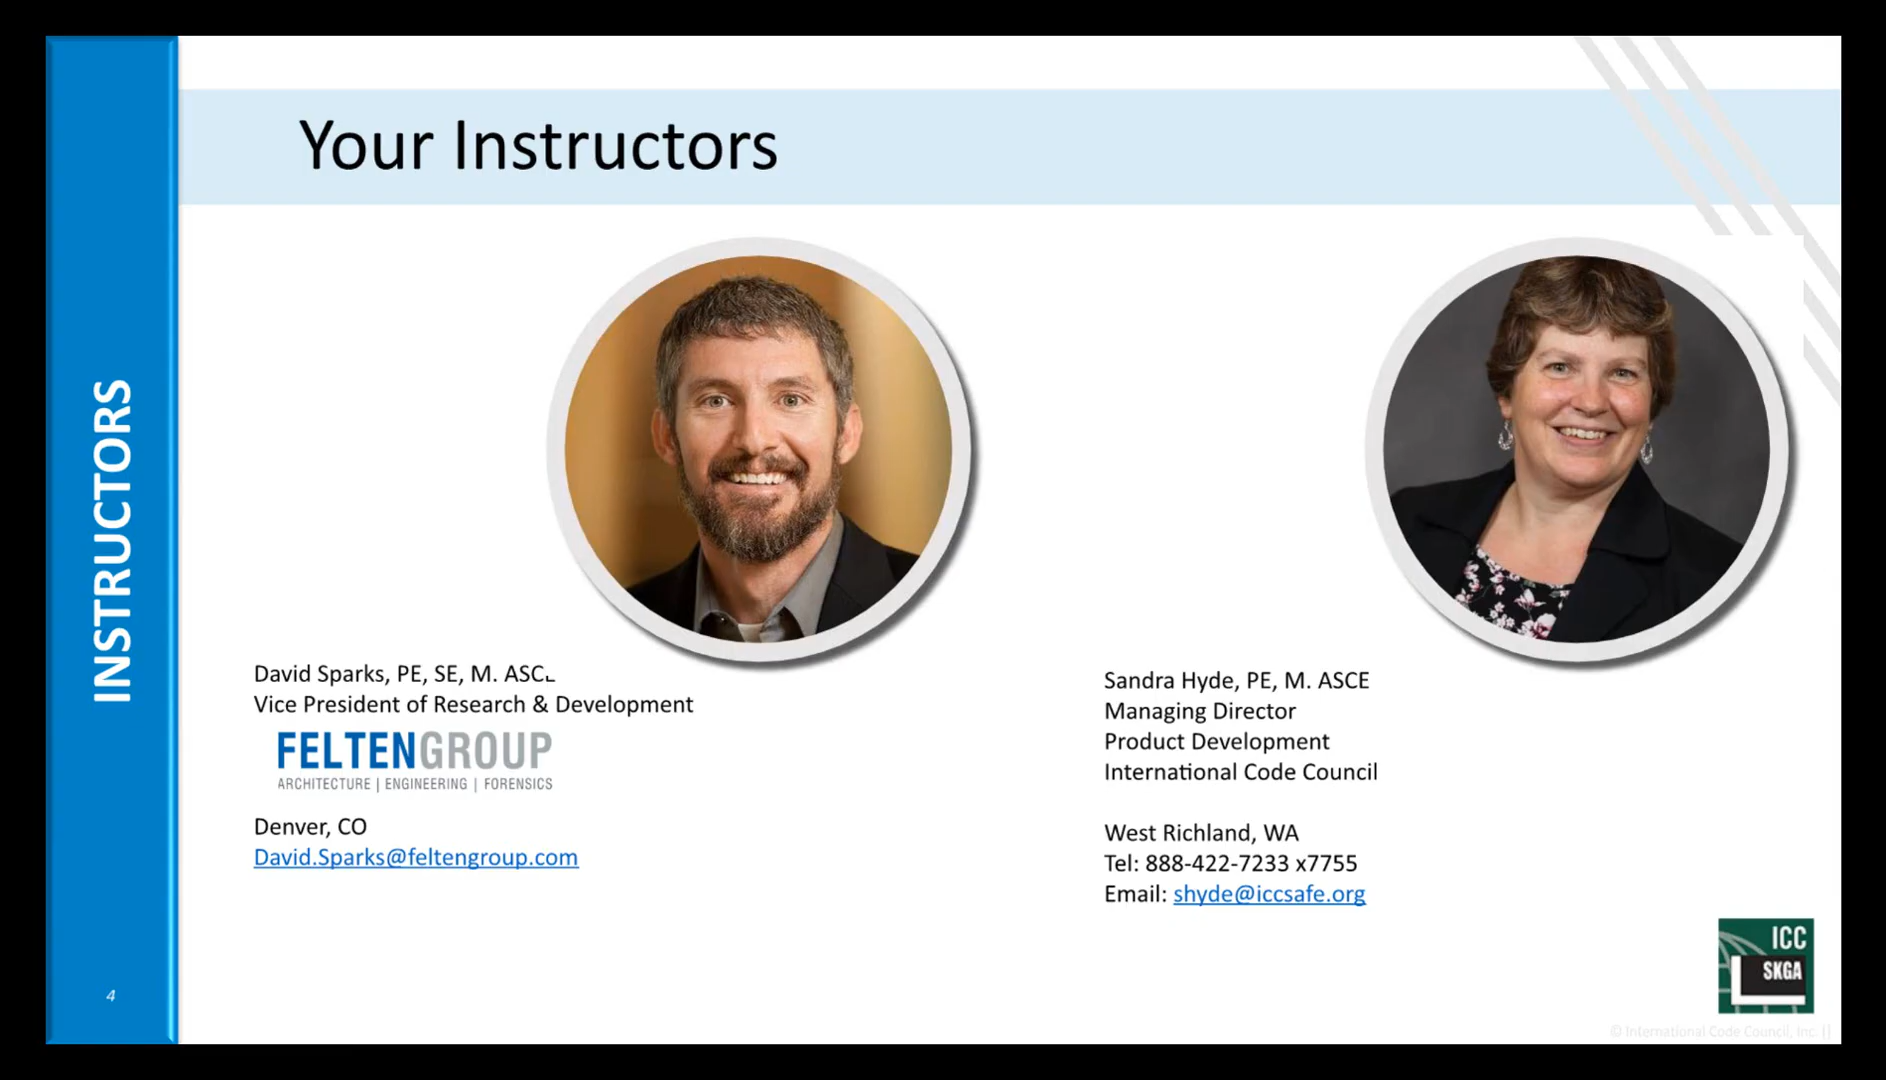 Your Instructors
INSTRUCTORS
David Sparks, PE, SE, M. ASCE
Vice President of Research & Development
FELTENGROUP
ARCHITECTURE | ENGINEERING | FORENSICS
Denver, CO
David.Sparks@feltengroup.com
Sandra Hyde, PE, M. ASCE
Managing Director
Product Development
International Code Council
West Richland, WA
Tel: 888-422-7233 x7755
Email: shyde@iccsafe.org
ICC
SKGA
4
© International Code Council, Inc. ||